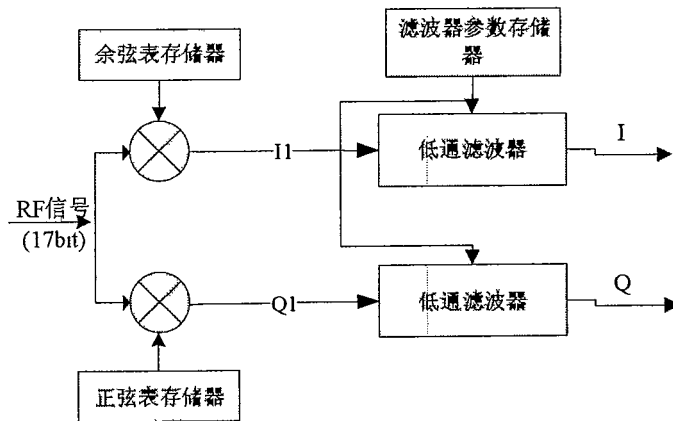 余弦表存储器
滤波器参数存储
器
I1
低通滤波器
I
RF信号
(17bit)
Q1
低通滤波器
Q
正弦表存储器